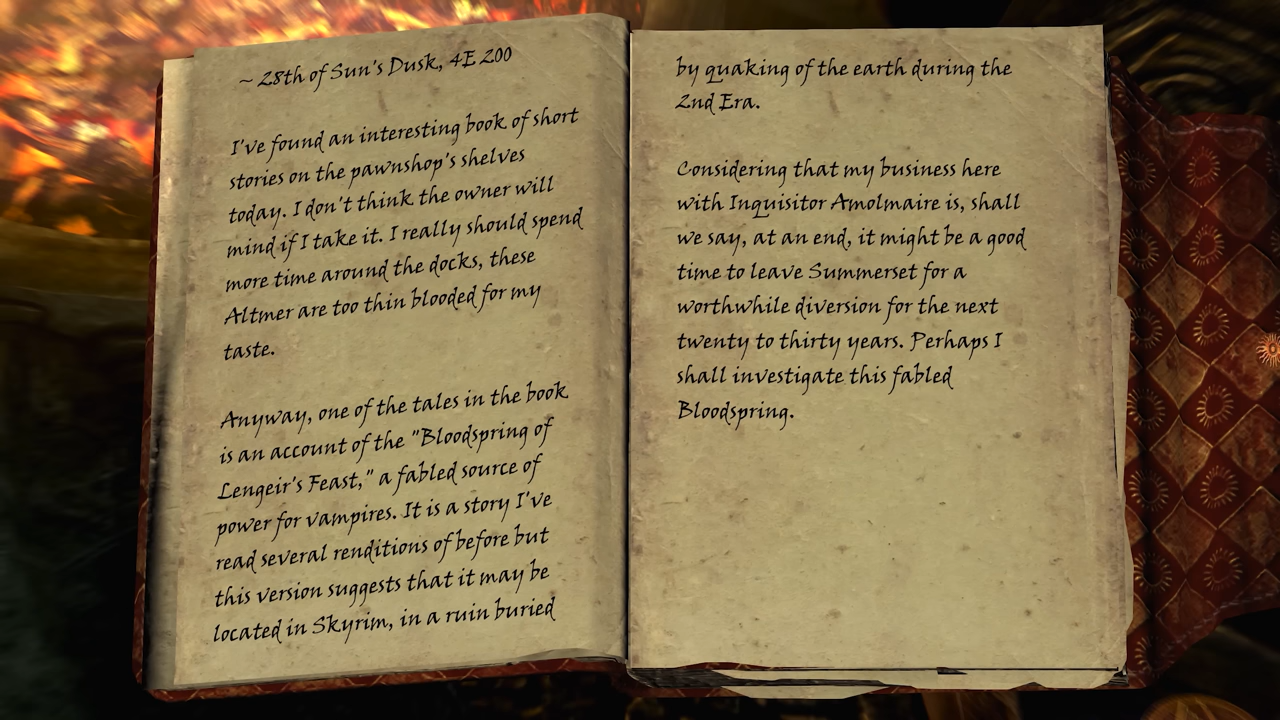 ~ 28th of Sun's Dusk, 4E 200
I've found an interesting book of short
stories on the pawnshop's shelves
today. I don't think the owner will
mind if I take it. I really should spend
more time around the docks, these
Altmer are too thin blooded for my
taste.
Anyway, one of the tales in the book
is an account of the "Bloodspring of
Lengeir's Feast," a fabled source of
power for vampires. It is a story I've
read several renditions of before but
this version suggests that it may be
located in Skyrim, in a ruin buried
by quaking of the earth during the
2nd Era.
Considering that my business here
with Inquisitor Amolmaire is, shall
we say, at an end, it might be a good
time to leave Summerset for a
worthwhile diversion for the next
twenty to thirty years. Perhaps I
shall investigate this fabled
Bloodspring.